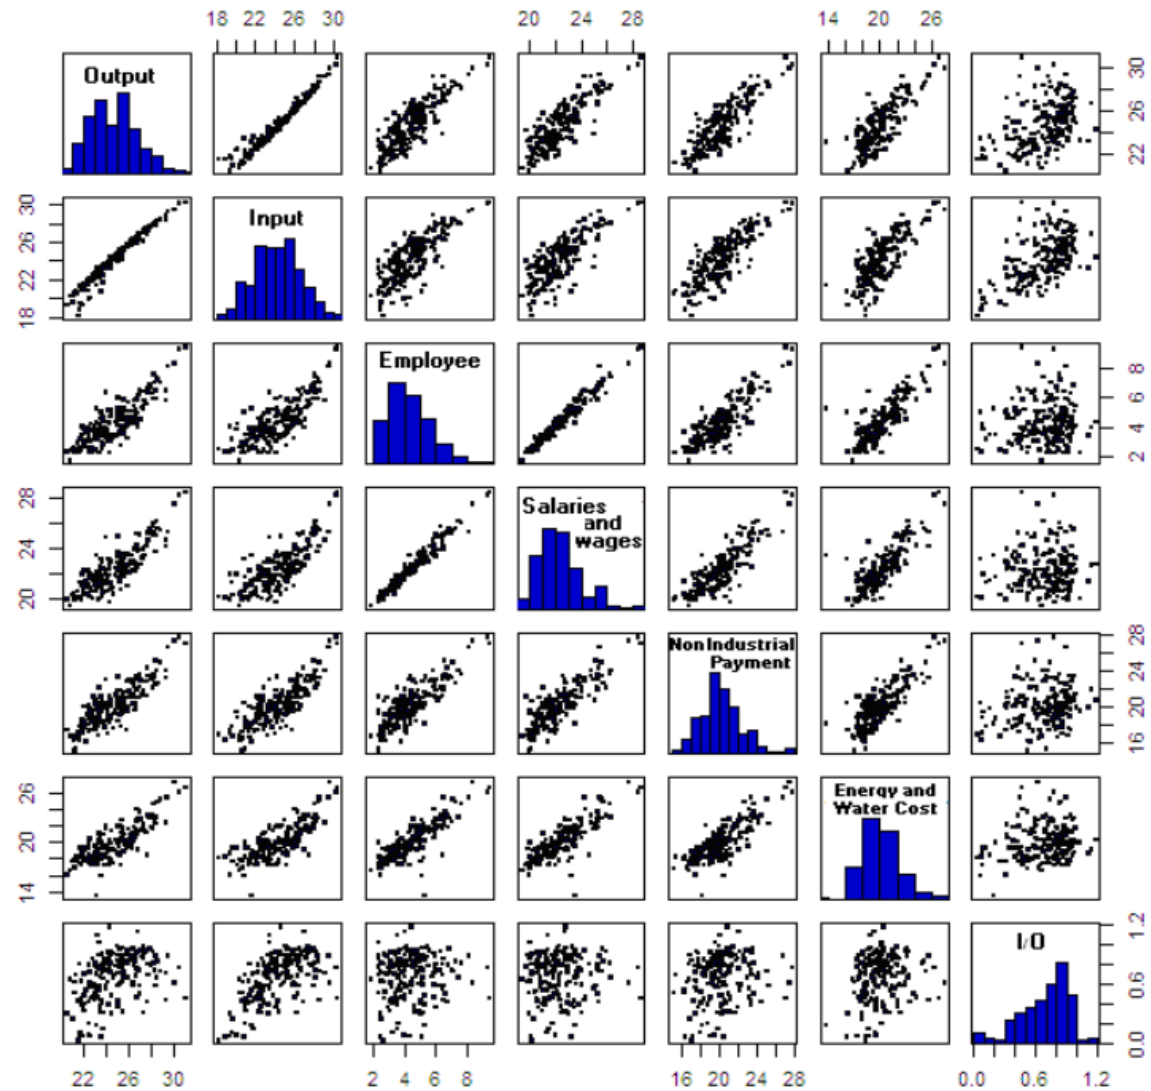 18 22 26 30
20 24 28
14 20 26
Output
22 26 30
18 22 26 30
Input
Employee
2 4 6 8
20 24 28
Salaries
and
wages
Non Industrial
Payment
16 20 24 28
14 20 26
Energy and
Water Cost
I/O
0.0 0.6 1.2
22 26 30
2 4 6 8
16 20 24 28
0.0 0.6 1.2